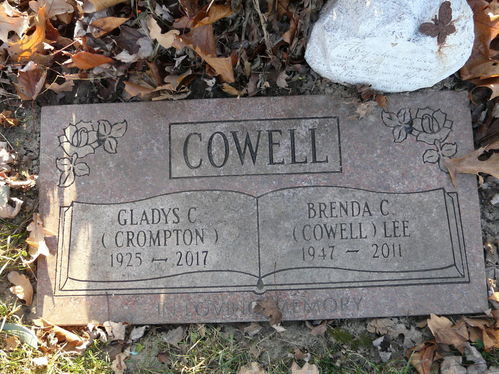 COWELL
GLADYS C.
( CROMPTON )
1925 – 2017
BRENDA C.
(COWELL) LEE
1947 – 2011
IN LOVING MEMORY